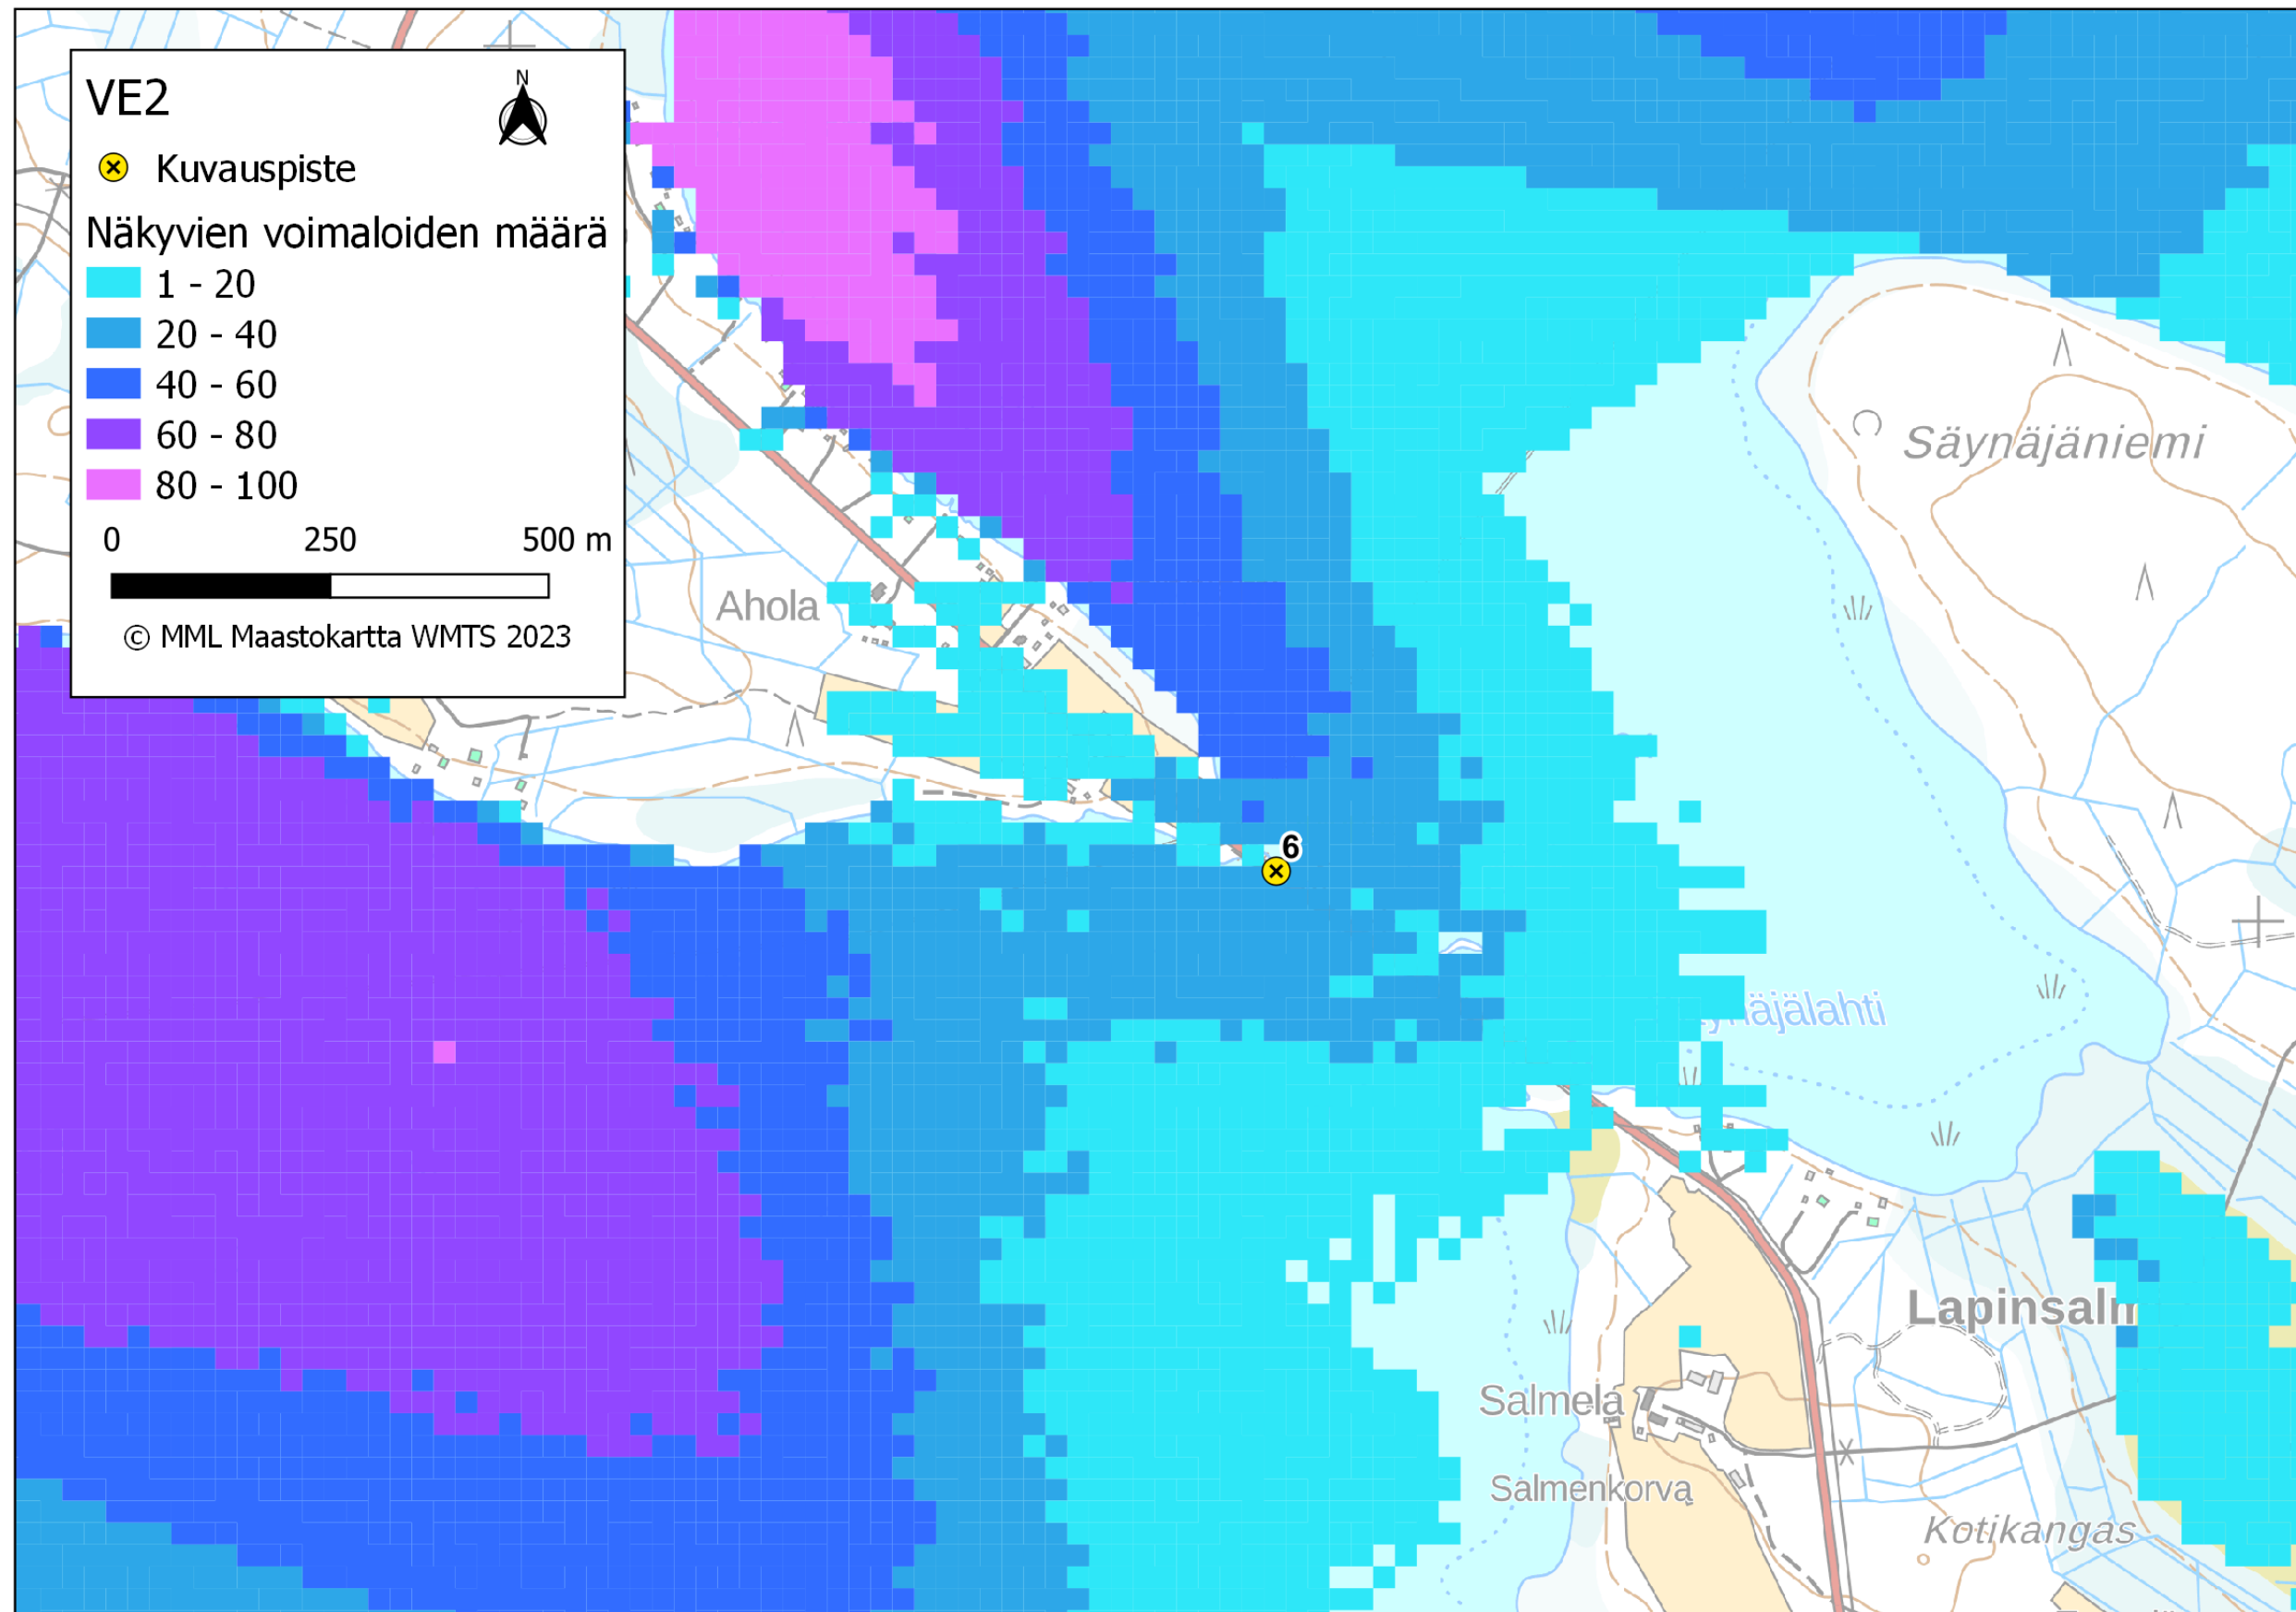 VE2
N
Kuvauspiste
Näkyvien voimaloiden määrä
1 - 20
20 - 40
40 - 60
60 - 80
80 - 100
0 250 500 m
© MML Maastokartta WMTS 2023
Säynäjäniemi
Ahola
6
äjälahti
Lapinsalm
Salmela
Salmenkorva
Kotikangas